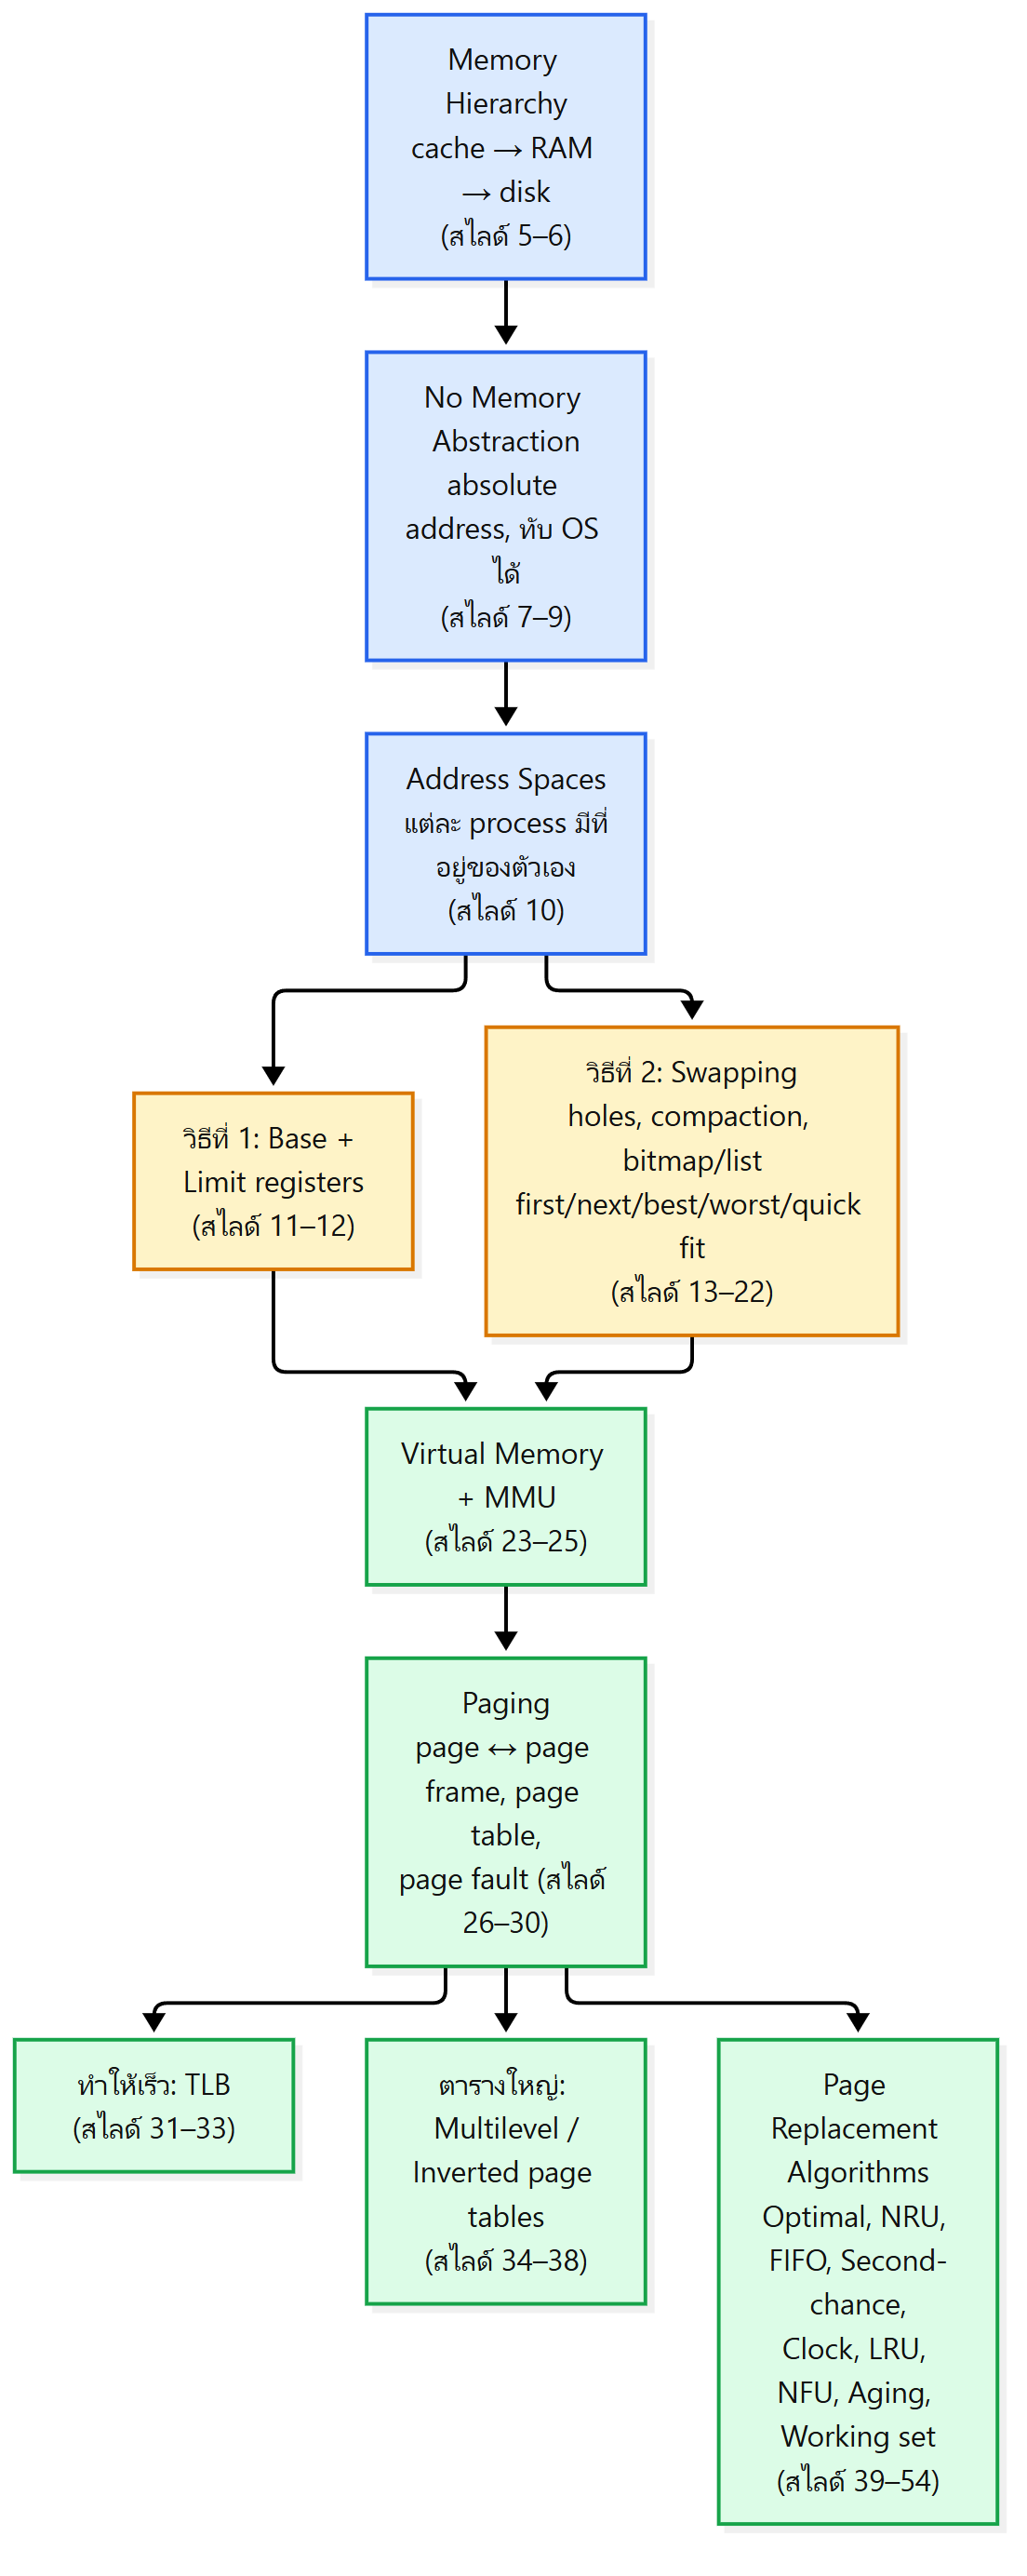 Memory
Hierarchy
cache → RAM
→ disk
(สไลด์ 5–6)
No Memory
Abstraction
absolute
address, ทับ OS
ได้
(สไลด์ 7–9)
Address Spaces
แต่ละ process มีที่
อยู่ของตัวเอง
(สไลด์ 10)
วิธีที่ 1: Base +
Limit registers
(สไลด์ 11–12)
วิธีที่ 2: Swapping
holes, compaction,
bitmap/list
first/next/best/worst/quick
fit
(สไลด์ 13–22)
Virtual Memory
+ MMU
(สไลด์ 23–25)
Paging
page ↔ page
frame, page
table,
page fault (สไลด์
26–30)
ทำให้เร็ว: TLB
(สไลด์ 31–33)
ตารางใหญ่:
Multilevel /
Inverted page
tables
(สไลด์ 34–38)
Page
Replacement
Algorithms
Optimal, NRU,
FIFO, Second-
chance,
Clock, LRU,
NFU, Aging,
Working set
(สไลด์ 39–54)